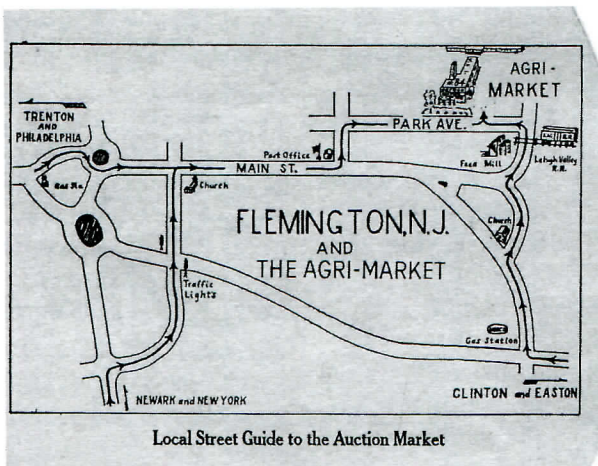 AGRI-
MARKET
TRENTON
AND
PHILADELPHIA
PARK AVE.
Post Office
MAIN ST.
Feed Mill
Lehigh Valley
R.R.
Gas Sta.
Church
FLEMINGTON, N.J.
AND
THE AGRI-MARKET
Church
Traffic
Lights
Gas Station
NEWARK and NEW YORK
CLINTON and EASTON
Local Street Guide to the Auction Market